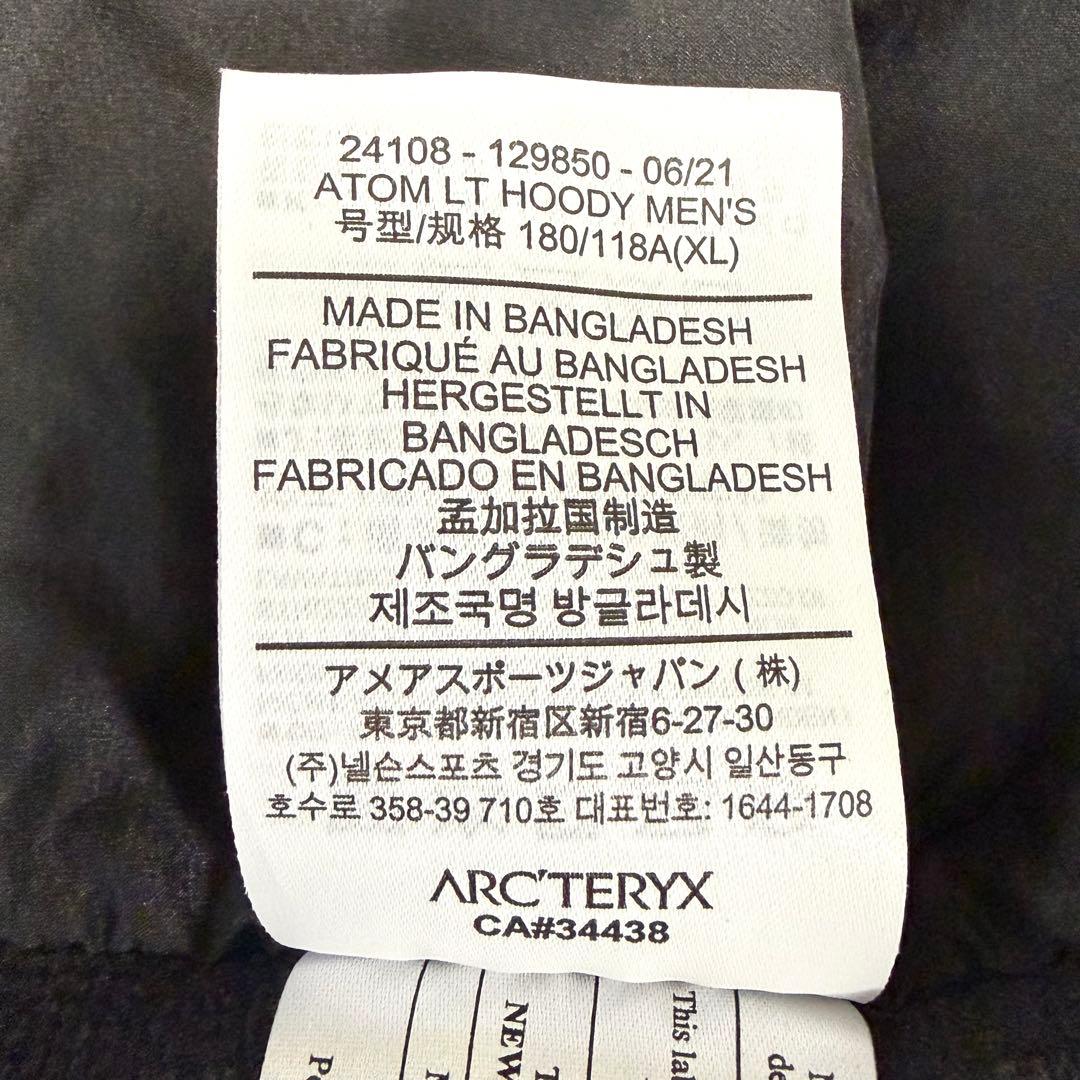 24108 - 129850 - 06/21
ATOM LT HOODY MEN'S
号型/规格 180/118A(XL)
MADE IN BANGLADESH
FABRIQUÉ AU BANGLADESH
HERGESTELLT IN
BANGLADESCH
FABRICADO EN BANGLADESH
孟加拉国制造
バングラデシュ製
제조국명 방글라데시
アメアスポーツジャパン ( 株)
東京都新宿区新宿6-27-30
(주)넬슨스포츠 경기도 고양시 일산동구
호수로 358-39 710호 대표번호: 1644-1708
ARC'TERYX
CA#34438
This
NEW